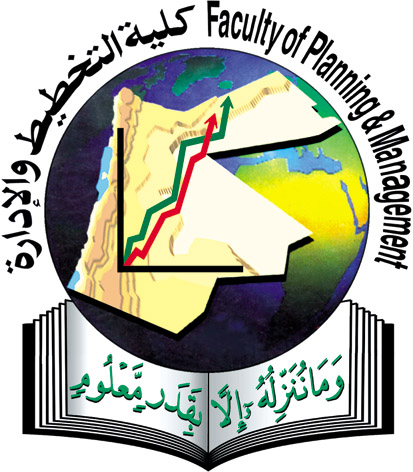 كلية التخطيط والإدارة
Faculty of Planning & Management
وَمَا نُنَزِّلُهُ إِلَّا بِقَدَرٍ مَّعْلُومٍ